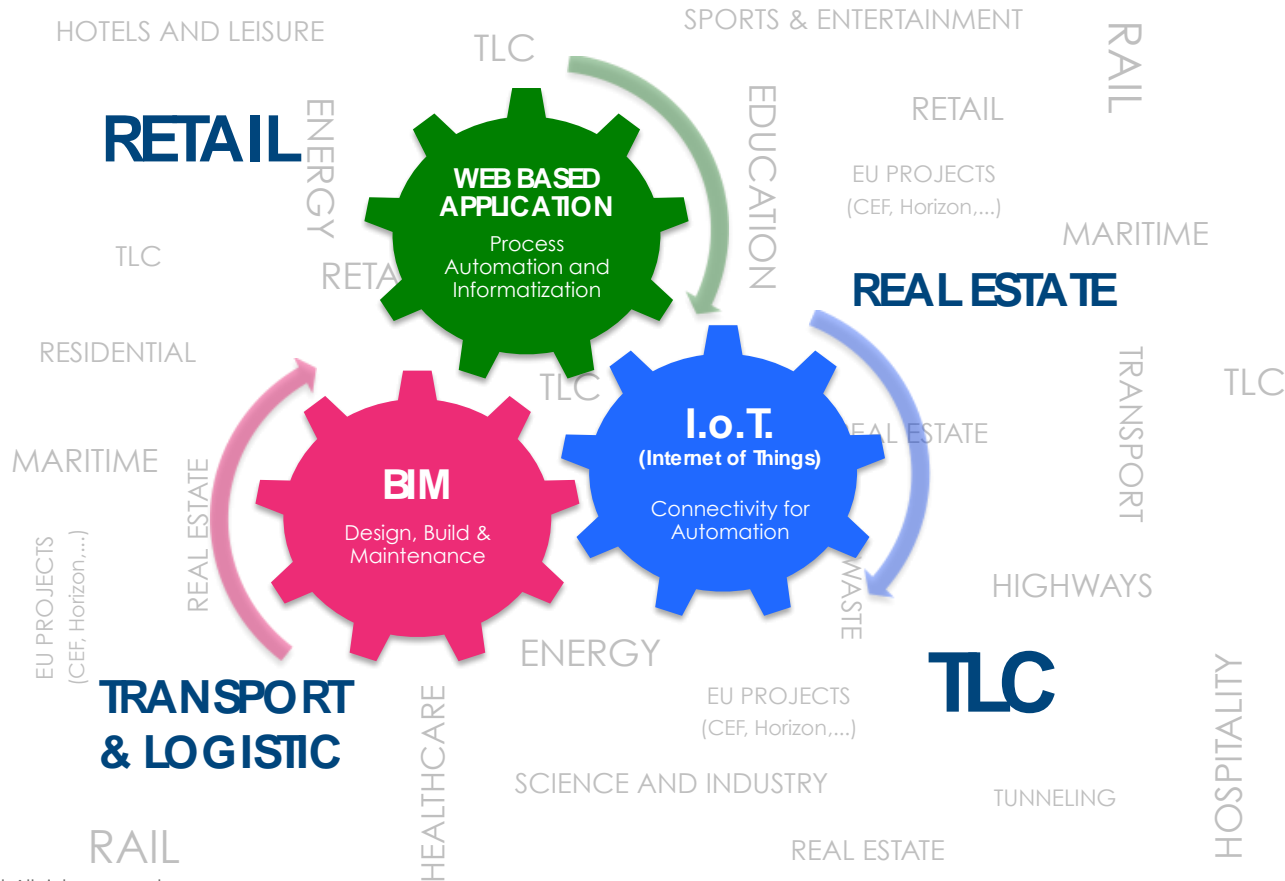 HOTELS AND LEISURE
TLC
SPORTS & ENTERTAINMENT
RAIL
RETAIL
ENERGY
EDUCATION
RETAIL
EU PROJECTS
(CEF, Horizon,...)
MARITIME
WEB BASED
APPLICATION
Process
Automation and
Informatization
TLC
RETA
REAL ESTATE
RESIDENTIAL
TLC
TRANSPORT
TLC
I.o.T.
(Internet of Things)
Connectivity for
Automation
EAL ESTATE
MARITIME
REAL ESTATE
BIM
Design, Build &
Maintenance
EU PROJECTS
(CEF, Horizon,...)
WASTE
HIGHWAYS
ENERGY
TRANSPORT
& LOGISTIC
HEALTHCARE
EU PROJECTS
(CEF, Horizon,...)
TLC
HOSPITALITY
SCIENCE AND INDUSTRY
TUNNELING
RAIL
REAL ESTATE